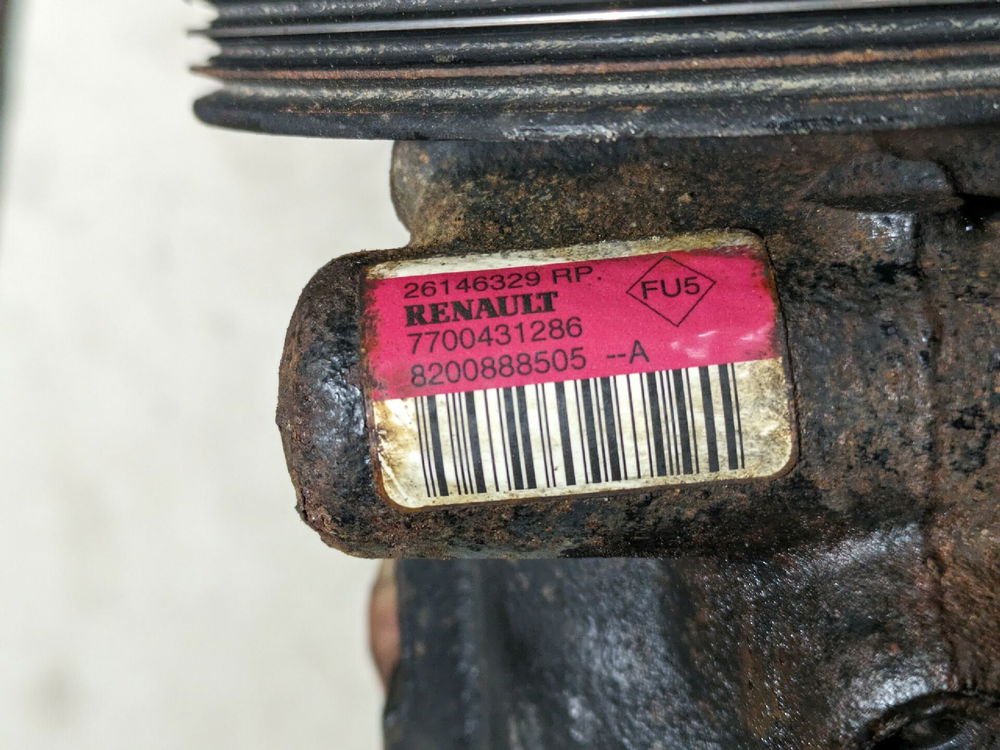 26146329 RP.
RENAULT
FU5
7700431286
8200888505 --A